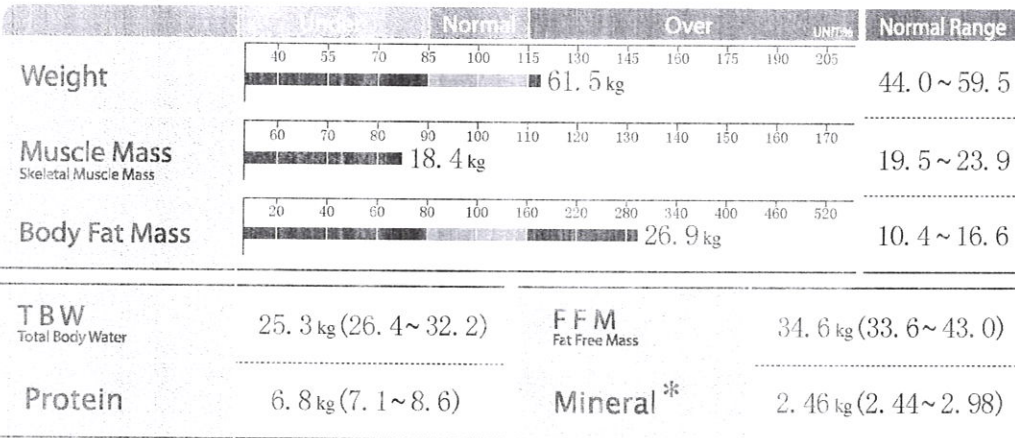 Under Normal Over UNIT:% Normal Range
40 55 70 85 100 115 130 145 160 175 190 205
Weight 61.5 kg 44.0~59.5
60 70 80 90 100 110 120 130 140 150 160 170
Muscle Mass 18.4 kg 19.5~23.9
Skeletal Muscle Mass
20 40 60 80 100 160 220 280 340 400 460 520
Body Fat Mass 26.9 kg 10.4~16.6
TBW 25.3 kg (26.4~32.2) FFM 34.6 kg (33.6~43.0)
Total Body Water Fat Free Mass
Protein 6.8 kg (7.1~8.6) Mineral* 2.46 kg (2.44~2.98)